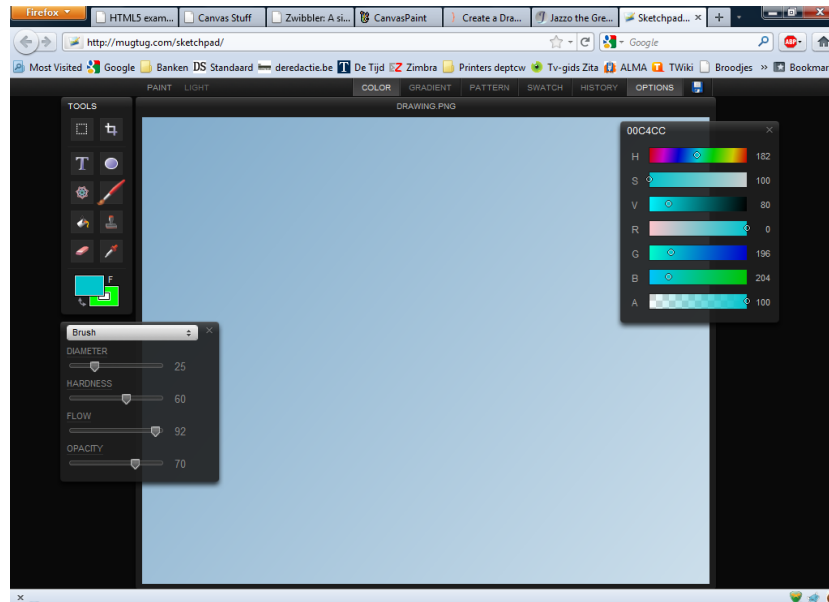 Firefox HTML5 exam... Canvas Stuff Zwibbler: A si... CanvasPaint Create a Dra... Jazzo the Gre... Sketchpad... × +
http://mugtug.com/sketchpad/ Google ABP
Most Visited Google Banken DS Standaard deredactie.be De Tijd Zimbra Printers deptcw Tv-gids Zita ALMA TWiki Broodjes » Bookmar
PAINT LIGHT COLOR GRADIENT PATTERN SWATCH HISTORY OPTIONS
TOOLS DRAWING.PNG
00C4CC ×
H 182
S 100
V 80
R 0
G 196
B 204
A 100
T
F
Brush ×
DIAMETER
25
HARDNESS
60
FLOW
92
OPACITY
70
×